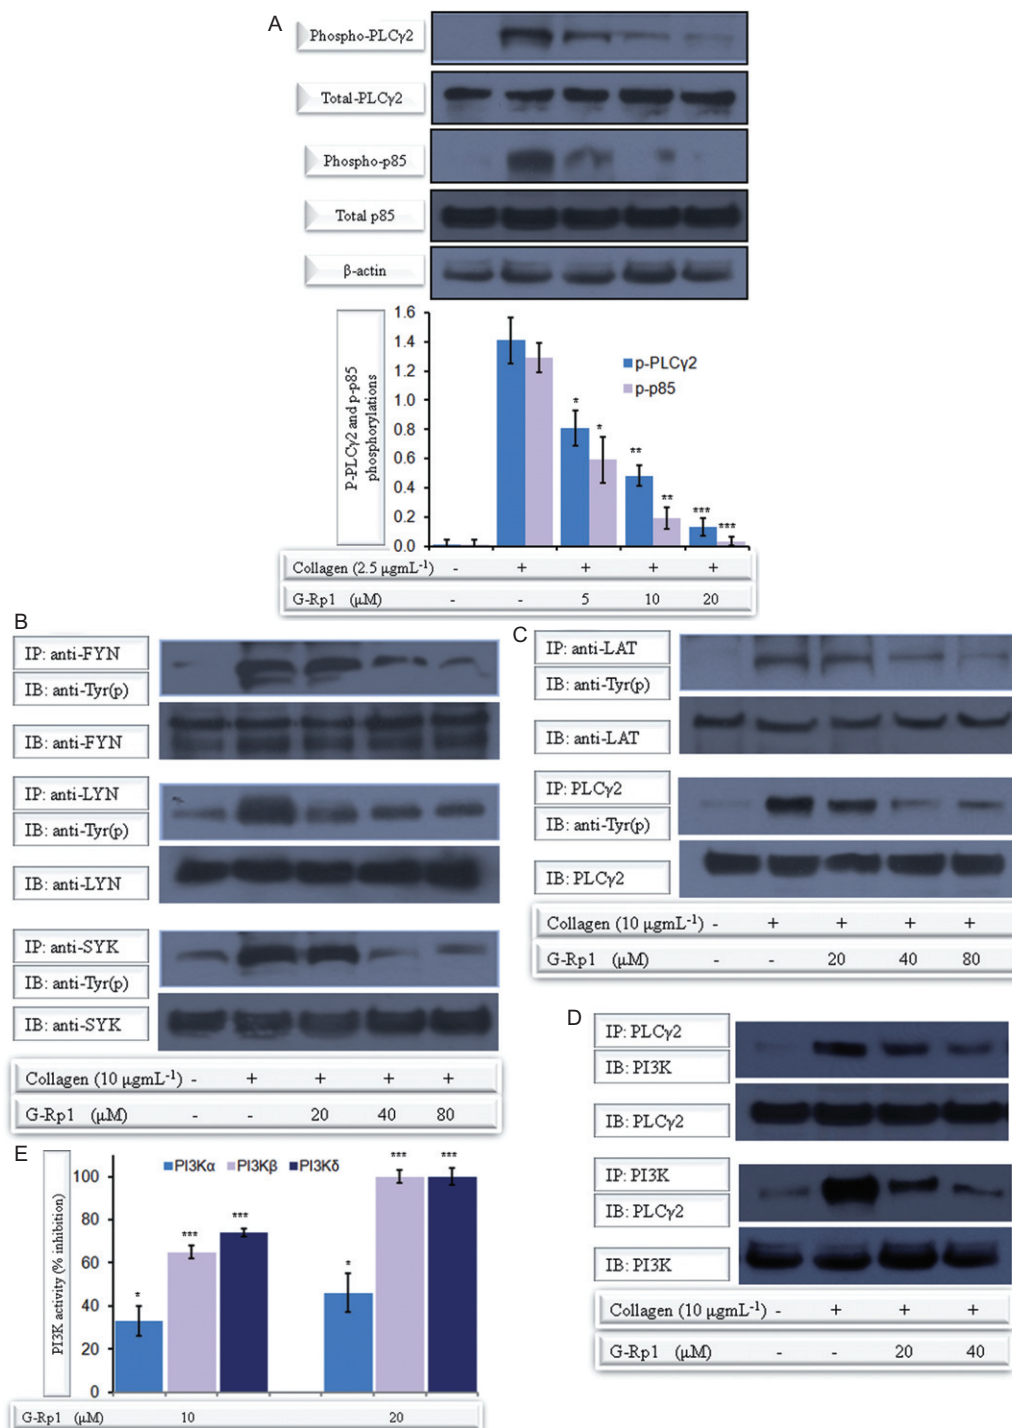 A
Phospho-PLCγ2
Total-PLCγ2
Phospho-p85
Total p85
β-actin
P-PLCγ2 and p-p85
phosphorylations
1.6
1.4
1.2
1.0
0.8
0.6
0.4
0.2
0.0
p-PLCγ2
p-p85
* * ** ** *** ***
Collagen (2.5 μgmL-1) - + + + +
G-Rp1 (μM) - - 5 10 20
B
IP: anti-FYN
IB: anti-Tyr(p)
IB: anti-FYN
IP: anti-LYN
IB: anti-Tyr(p)
IB: anti-LYN
IP: anti-SYK
IB: anti-Tyr(p)
IB: anti-SYK
Collagen (10 μgmL-1) - + + + +
G-Rp1 (μM) - - 20 40 80
C
IP: anti-LAT
IB: anti-Tyr(p)
IB: anti-LAT
IP: PLCγ2
IB: anti-Tyr(p)
IB: PLCγ2
Collagen (10 μgmL-1) - + + + +
G-Rp1 (μM) - - 20 40 80
D
IP: PLCγ2
IB: PI3K
IB: PLCγ2
IP: PI3K
IB: PLCγ2
IB: PI3K
Collagen (10 μgmL-1) - + + +
G-Rp1 (μM) - - 20 40
E
PI3K activity (% inhibition)
100
80
60
40
20
0
PI3Kα PI3Kβ PI3Kδ
* *** *** * *** ***
G-Rp1 (μM) 10 20